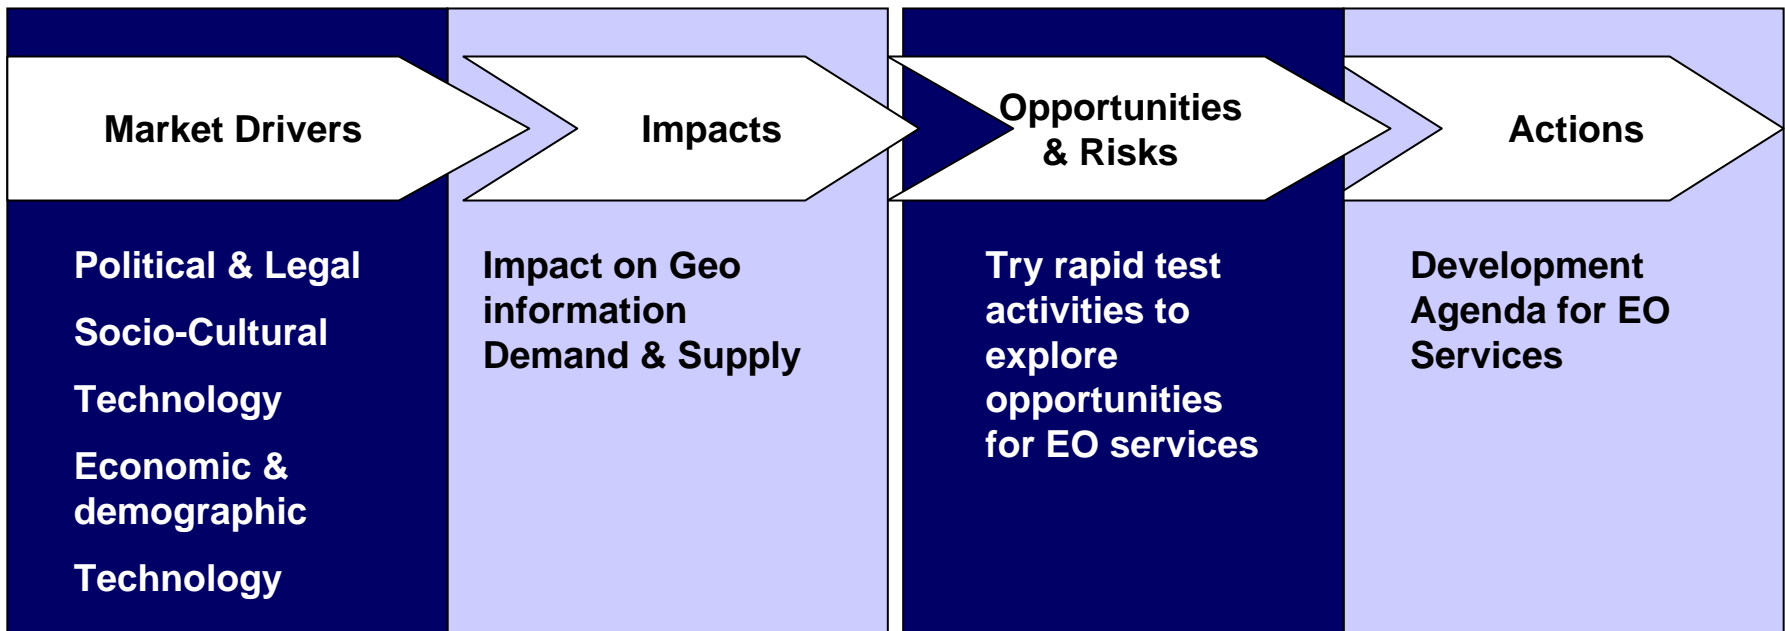 Market Drivers
Impacts
Opportunities
& Risks
Actions
Political & Legal
Socio-Cultural
Technology
Economic &
demographic
Technology
Impact on Geo
information
Demand & Supply
Try rapid test
activities to
explore
opportunities
for EO services
Development
Agenda for EO
Services